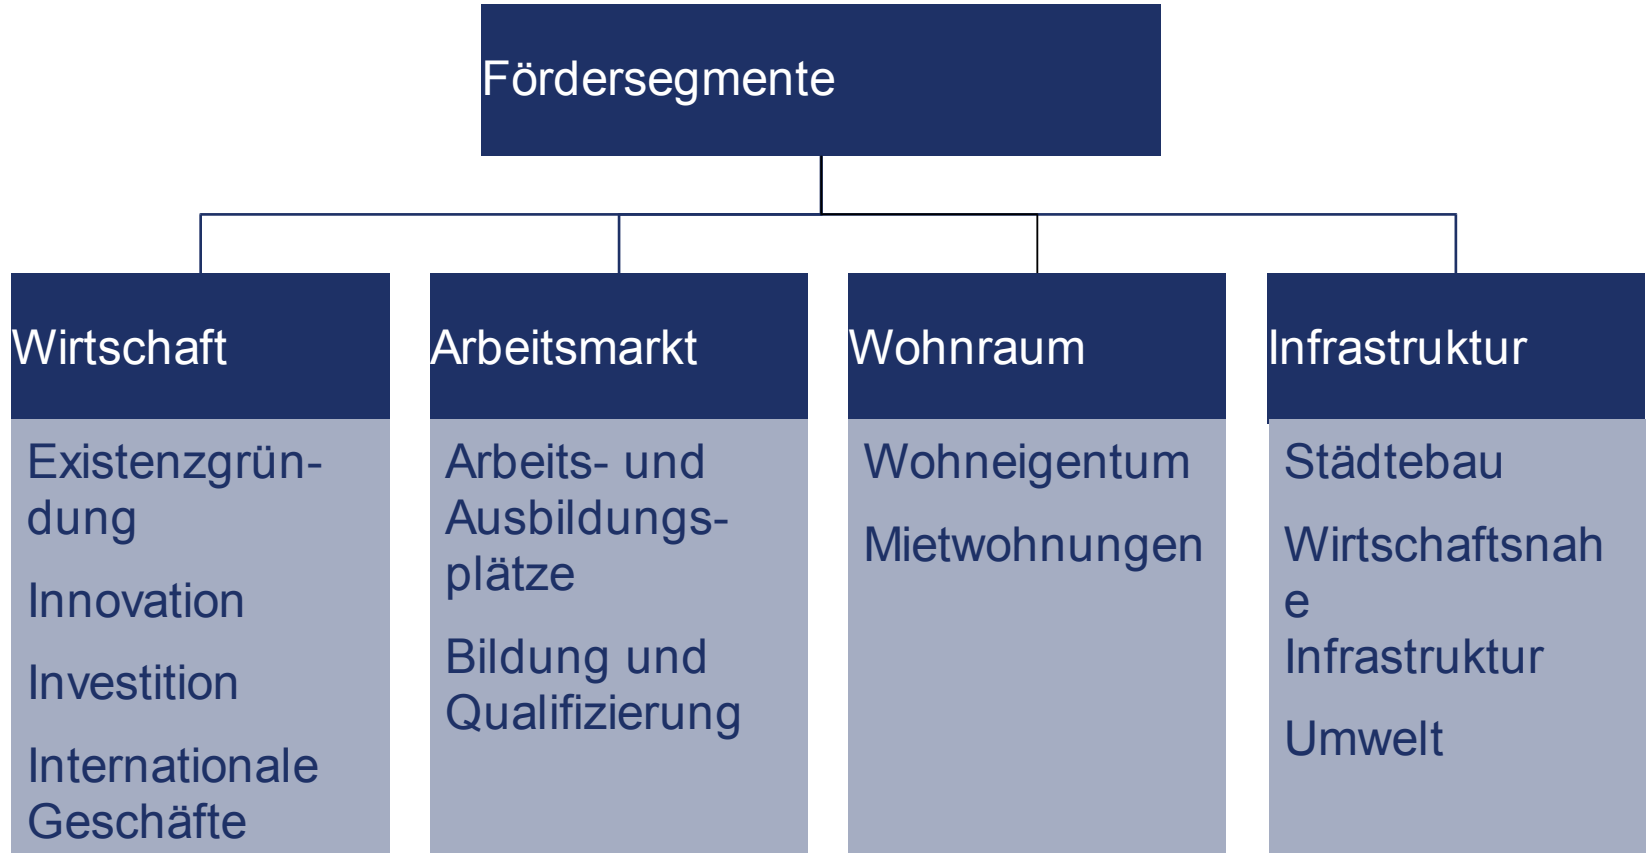 Fördersegmente
Wirtschaft
Existenzgrün-
dung
Innovation
Investition
Internationale
Geschäfte
Arbeitsmarkt
Arbeits- und
Ausbildungs-
plätze
Bildung und
Qualifizierung
Wohnraum
Wohneigentum
Mietwohnungen
Infrastruktur
Städtebau
Wirtschaftsnah
e
Infrastruktur
Umwelt